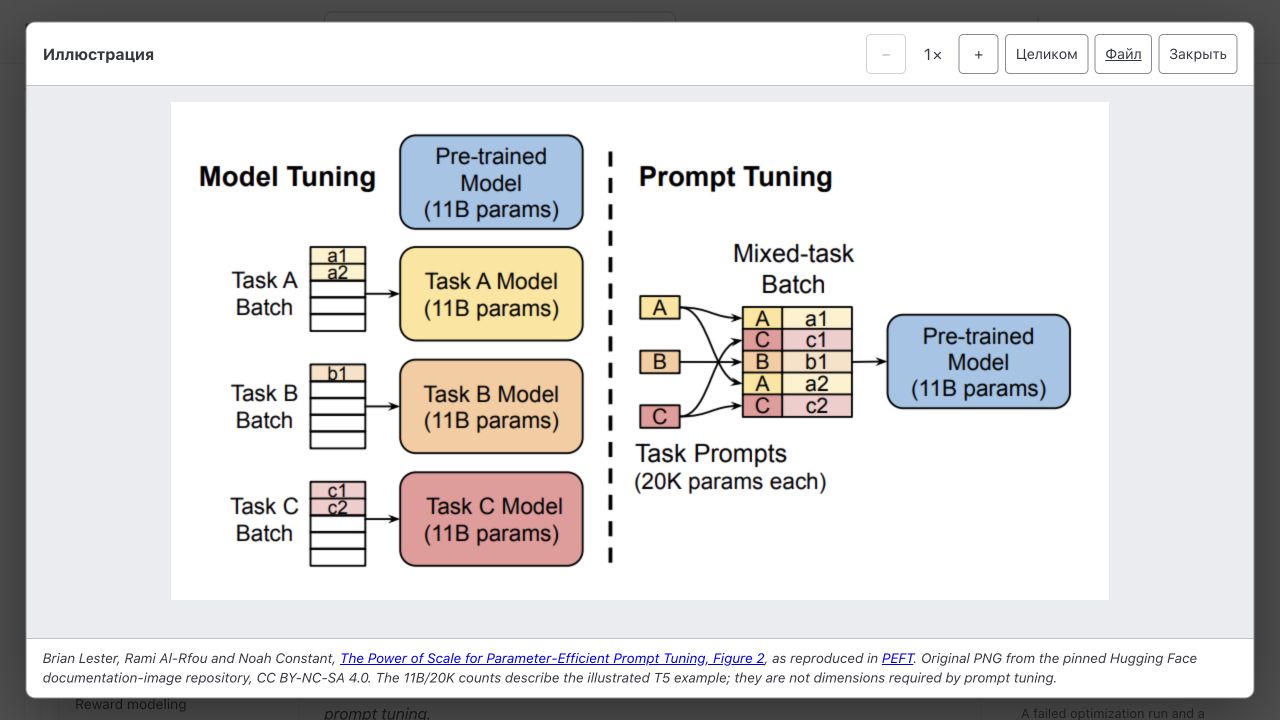 Иллюстрация
−
1×
+
Целиком
Файл
Закрыть
Model Tuning
Pre-trained
Model
(11B params)
Task A
Batch
a1
a2
Task A Model
(11B params)
Task B
Batch
b1
Task B Model
(11B params)
Task C
Batch
c1
c2
Task C Model
(11B params)
Prompt Tuning
Mixed-task
Batch
A
B
C
A a1
C c1
B b1
A a2
C c2
Task Prompts
(20K params each)
Pre-trained
Model
(11B params)
Brian Lester, Rami Al-Rfou and Noah Constant, The Power of Scale for Parameter-Efficient Prompt Tuning, Figure 2, as reproduced in PEFT. Original PNG from the pinned Hugging Face
documentation-image repository, CC BY-NC-SA 4.0. The 11B/20K counts describe the illustrated T5 example; they are not dimensions required by prompt tuning.
Reward modeling
prompt tuning.
A failed optimization run and a